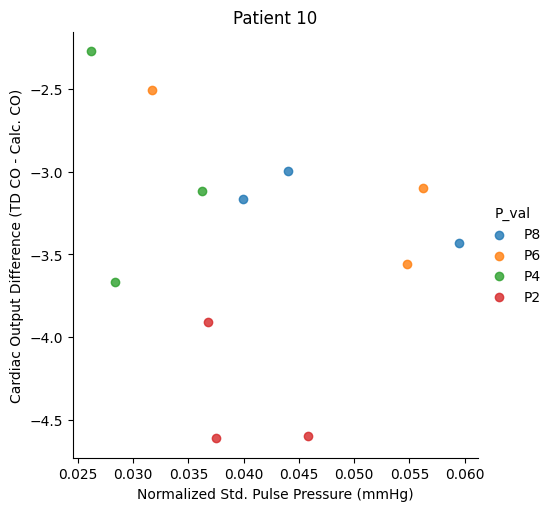 Patient 10
Cardiac Output Difference (TD CO - Calc. CO)
−2.5
−3.0
−3.5
−4.0
−4.5
0.025 0.030 0.035 0.040 0.045 0.050 0.055 0.060
Normalized Std. Pulse Pressure (mmHg)
P_val
P8
P6
P4
P2